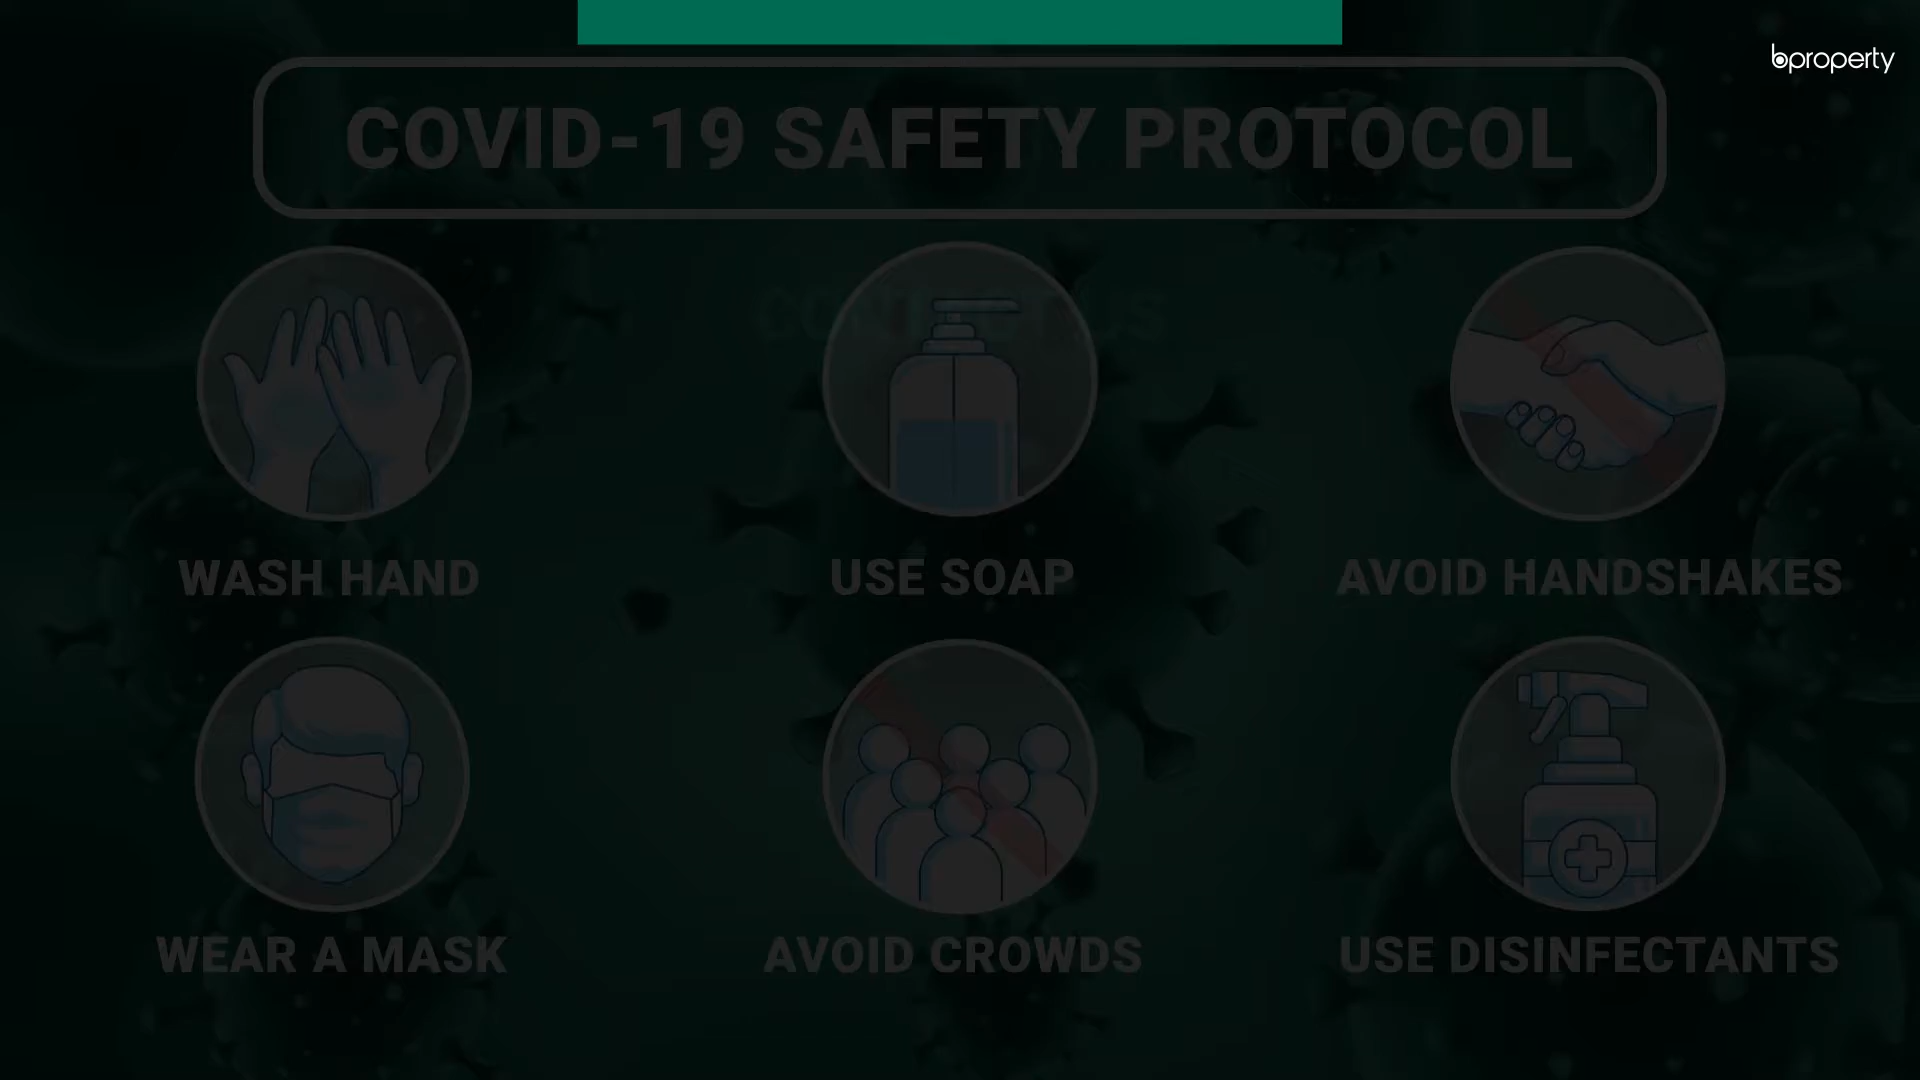 bproperty
COVID-19 SAFETY PROTOCOL
WASH HAND
USE SOAP
AVOID HANDSHAKES
WEAR A MASK
AVOID CROWDS
USE DISINFECTANTS